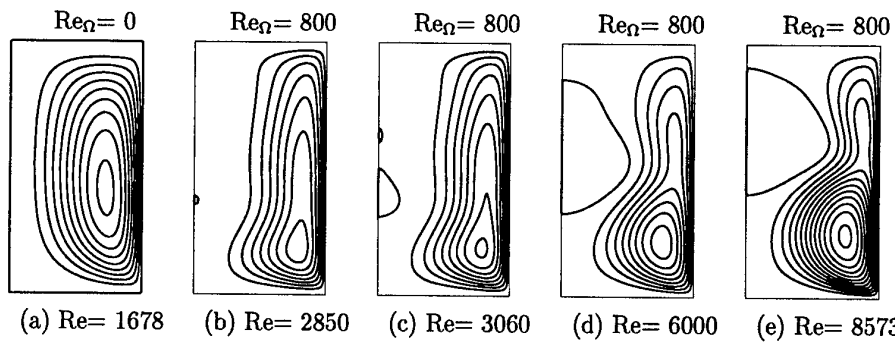 Re_Ω= 0 Re_Ω= 800 Re_Ω= 800 Re_Ω= 800 Re_Ω= 800
(a) Re= 1678 (b) Re= 2850 (c) Re= 3060 (d) Re= 6000 (e) Re= 8573